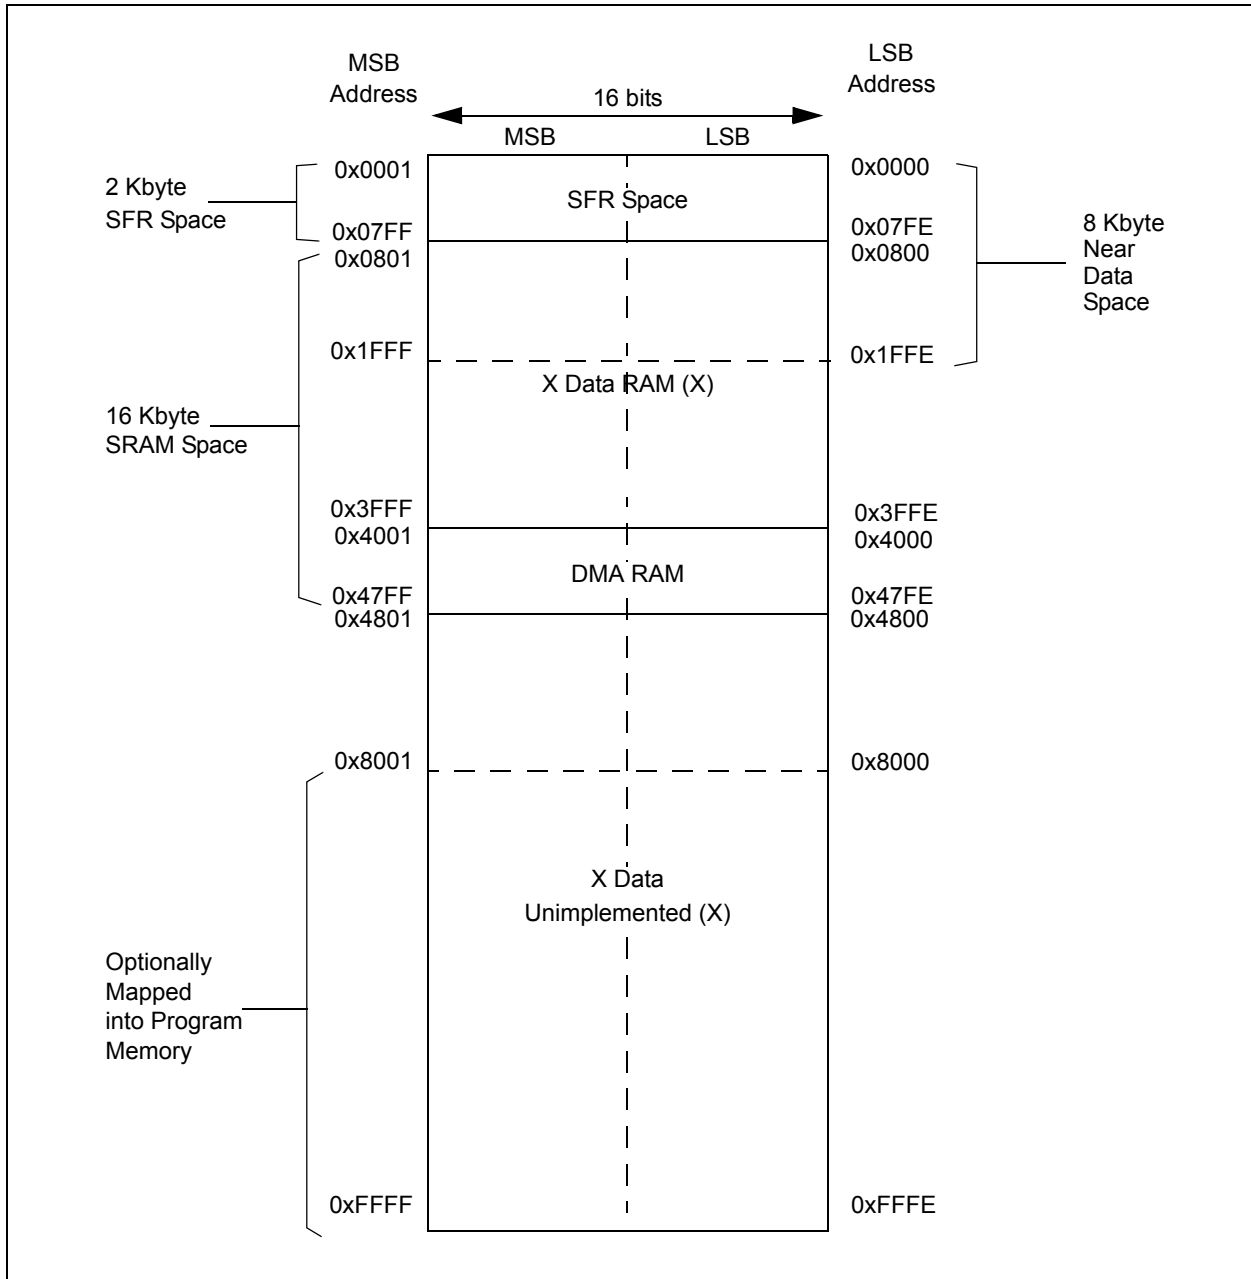 MSB
Address
LSB
Address
16 bits
MSB
LSB
0x0001
0x0000
2 Kbyte
SFR Space
SFR Space
0x07FF
0x07FE
0x0801
0x0800
8 Kbyte
Near
Data
Space
0x1FFF
0x1FFE
X Data RAM (X)
16 Kbyte
SRAM Space
0x3FFF
0x3FFE
0x4001
0x4000
DMA RAM
0x47FF
0x47FE
0x4801
0x4800
0x8001
0x8000
X Data
Unimplemented (X)
Optionally
Mapped
into Program
Memory
0xFFFF
0xFFFE